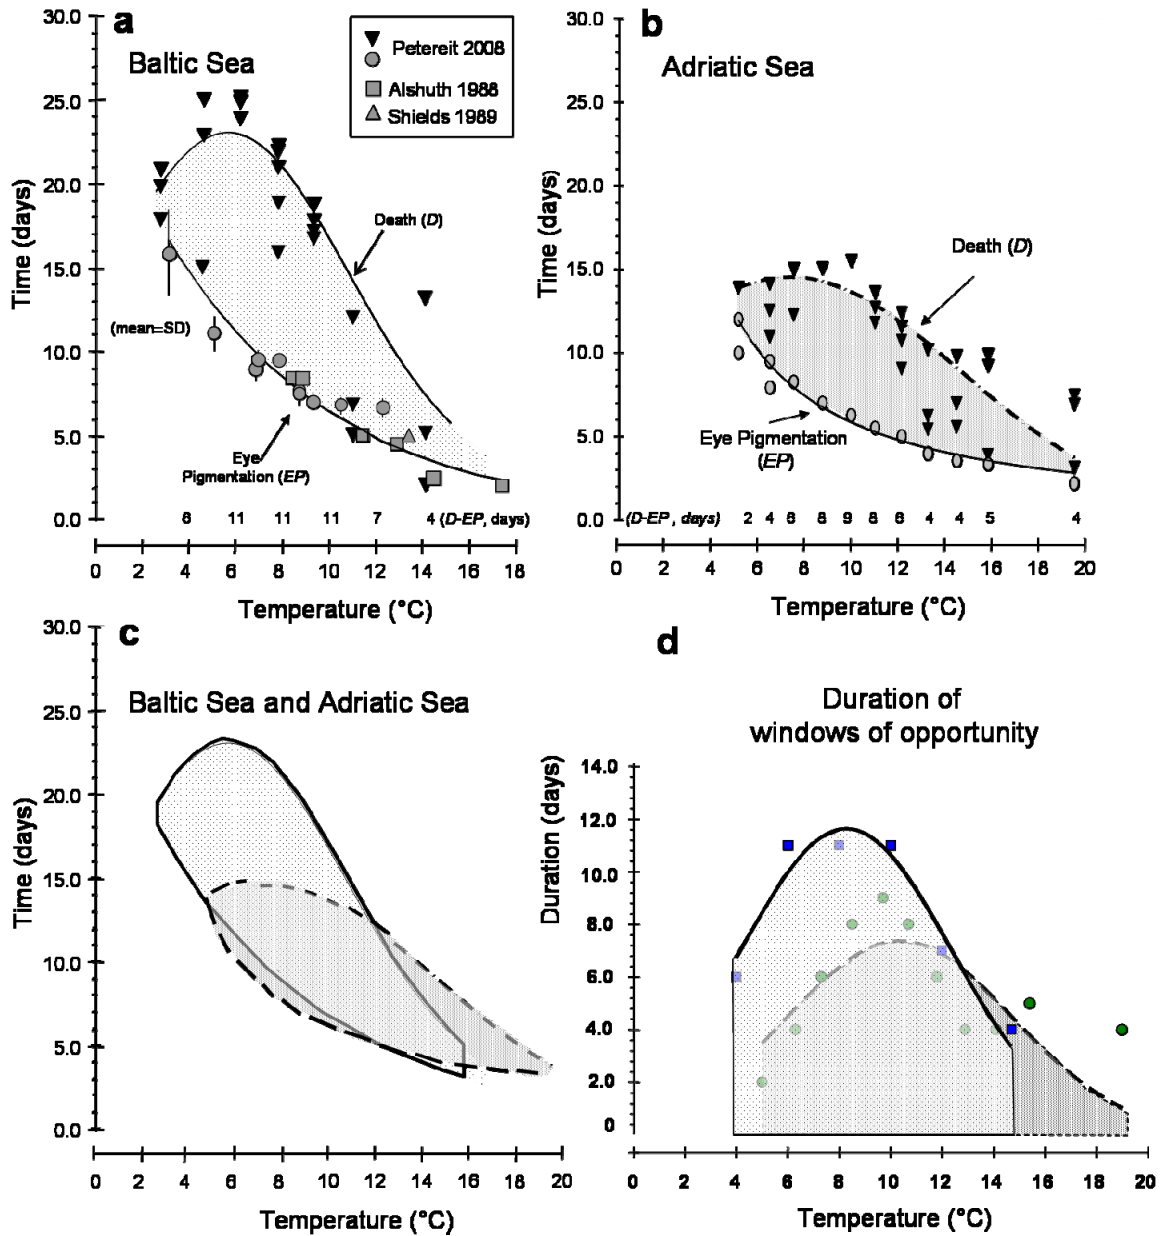 a
Baltic Sea
Petereit 2008
Alshuth 1988
Shields 1989
Time (days)
30.0
25.0
20.0
15.0
10.0
5.0
0.0
Death (D)
(mean=SD)
Eye
Pigmentation (EP)
6 11 11 11 7 4 (D-EP, days)
0 2 4 6 8 10 12 14 16 18
Temperature (°C)
b
Adriatic Sea
Time (days)
30.0
25.0
20.0
15.0
10.0
5.0
0.0
Death (D)
Eye Pigmentation
(EP)
(D-EP, days) 2 4 6 8 9 8 6 4 4 5 4
0 2 4 6 8 10 12 14 16 20
Temperature (°C)
c
Baltic Sea and Adriatic Sea
Time (days)
30.0
25.0
20.0
15.0
10.0
5.0
0.0
0 2 4 6 8 10 12 14 16 18 20
Temperature (°C)
d
Duration of
windows of opportunity
Duration (days)
14.0
12.0
10.0
8.0
6.0
4.0
2.0
0
0 2 4 6 8 10 12 14 16 18 20
Temperature (°C)